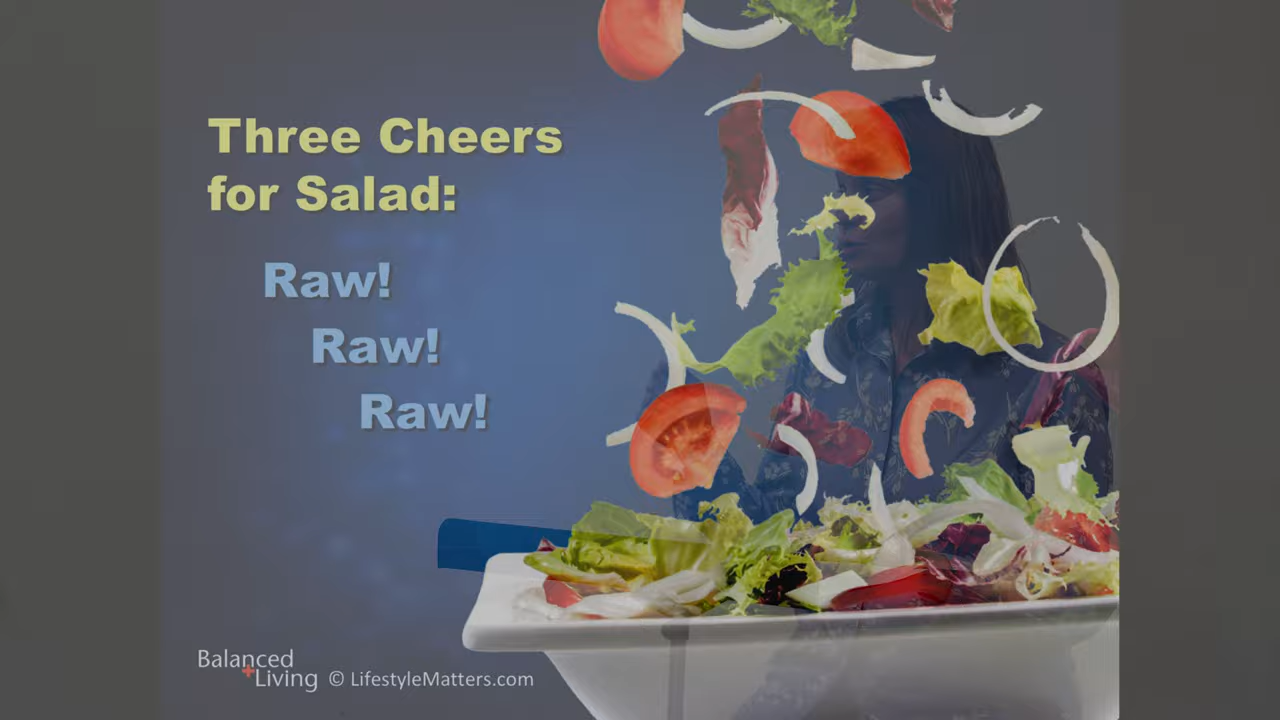 Three Cheers
for Salad:
Raw!
Raw!
Raw!
Balanced
+Living © LifestyleMatters.com